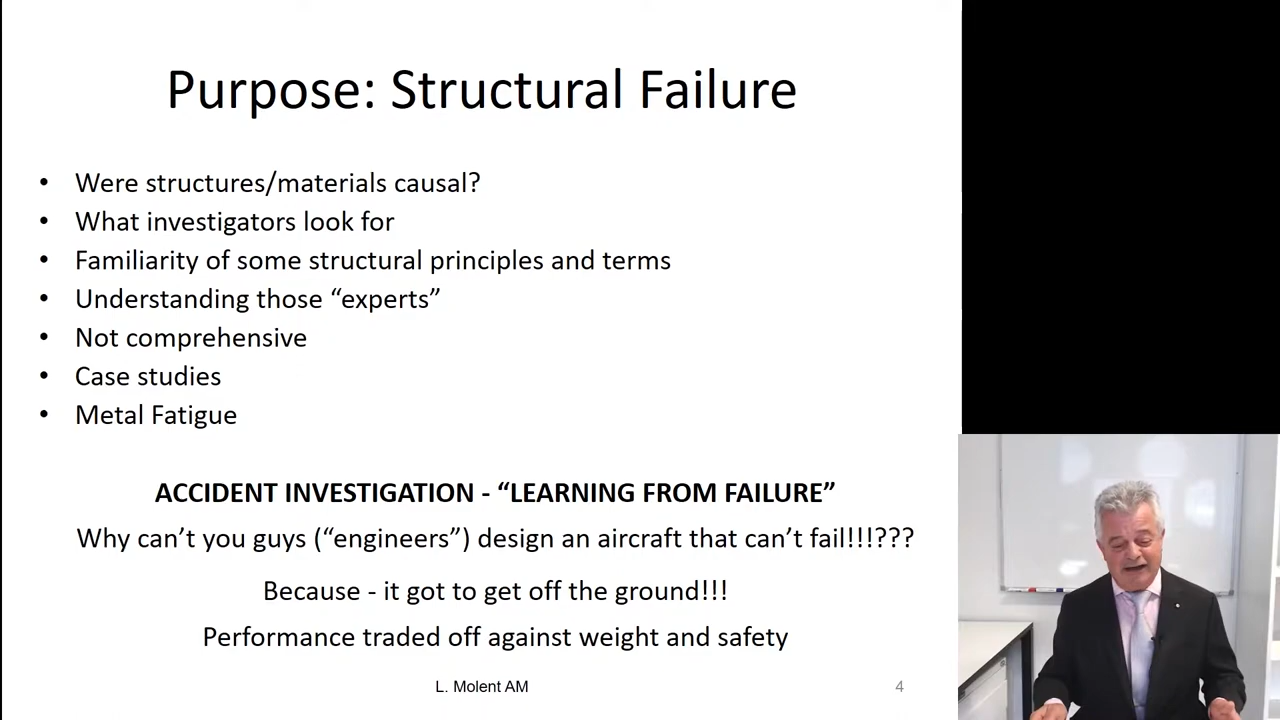 Purpose: Structural Failure
• Were structures/materials causal?
• What investigators look for
• Familiarity of some structural principles and terms
• Understanding those “experts”
• Not comprehensive
• Case studies
• Metal Fatigue
ACCIDENT INVESTIGATION - “LEARNING FROM FAILURE”
Why can’t you guys (“engineers”) design an aircraft that can’t fail!!!???
Because - it got to get off the ground!!!
Performance traded off against weight and safety
L. Molent AM
4